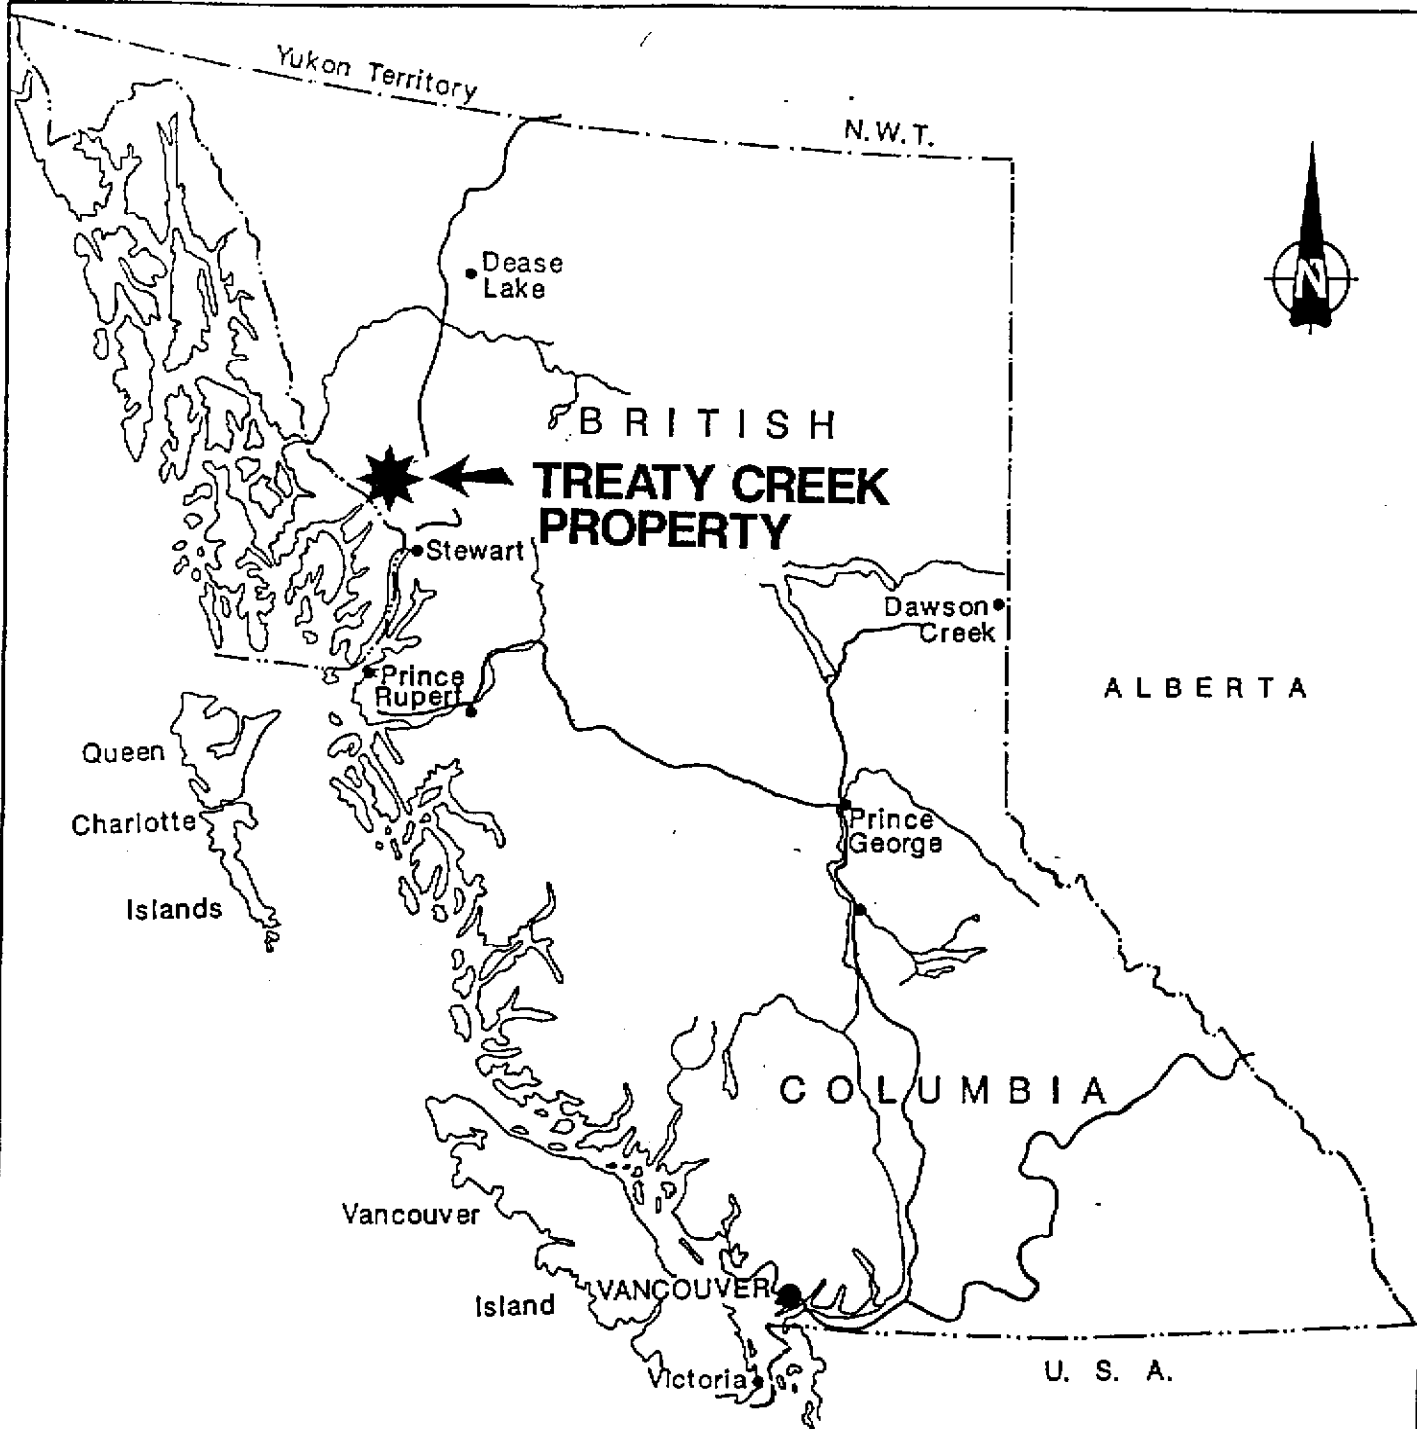 Yukon Territory
N.W.T.
N
Dease
Lake
BRITISH
TREATY CREEK
PROPERTY
Stewart
Dawson
Creek
Prince
Rupert
ALBERTA
Queen
Charlotte
Islands
Prince
George
COLUMBIA
Vancouver
Island
VANCOUVER
Victoria
U. S. A.